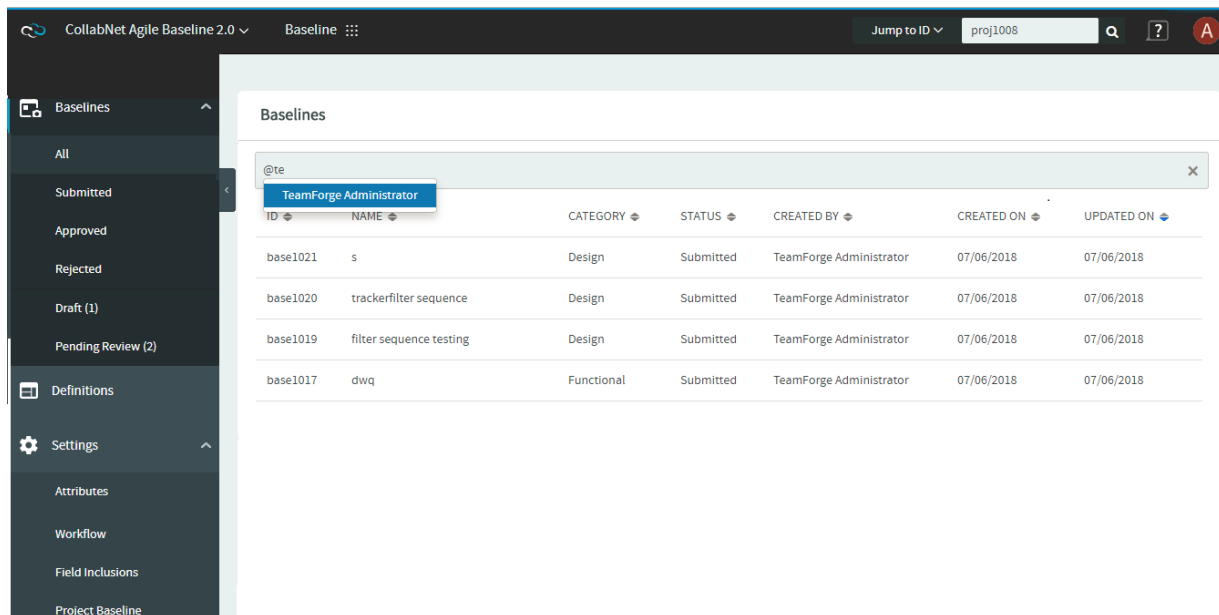 CollabNet Agile Baseline 2.0 Baseline Jump to ID proj1008 ? A
Baselines
All
Submitted
Approved
Rejected
Draft (1)
Pending Review (2)
Definitions
Settings
Attributes
Workflow
Field Inclusions
Project Baseline
Baselines
@te
TeamForge Administrator
ID NAME CATEGORY STATUS CREATED BY CREATED ON UPDATED ON
base1021 s Design Submitted TeamForge Administrator 07/06/2018 07/06/2018
base1020 trackerfilter sequence Design Submitted TeamForge Administrator 07/06/2018 07/06/2018
base1019 filter sequence testing Design Submitted TeamForge Administrator 07/06/2018 07/06/2018
base1017 dwq Functional Submitted TeamForge Administrator 07/06/2018 07/06/2018